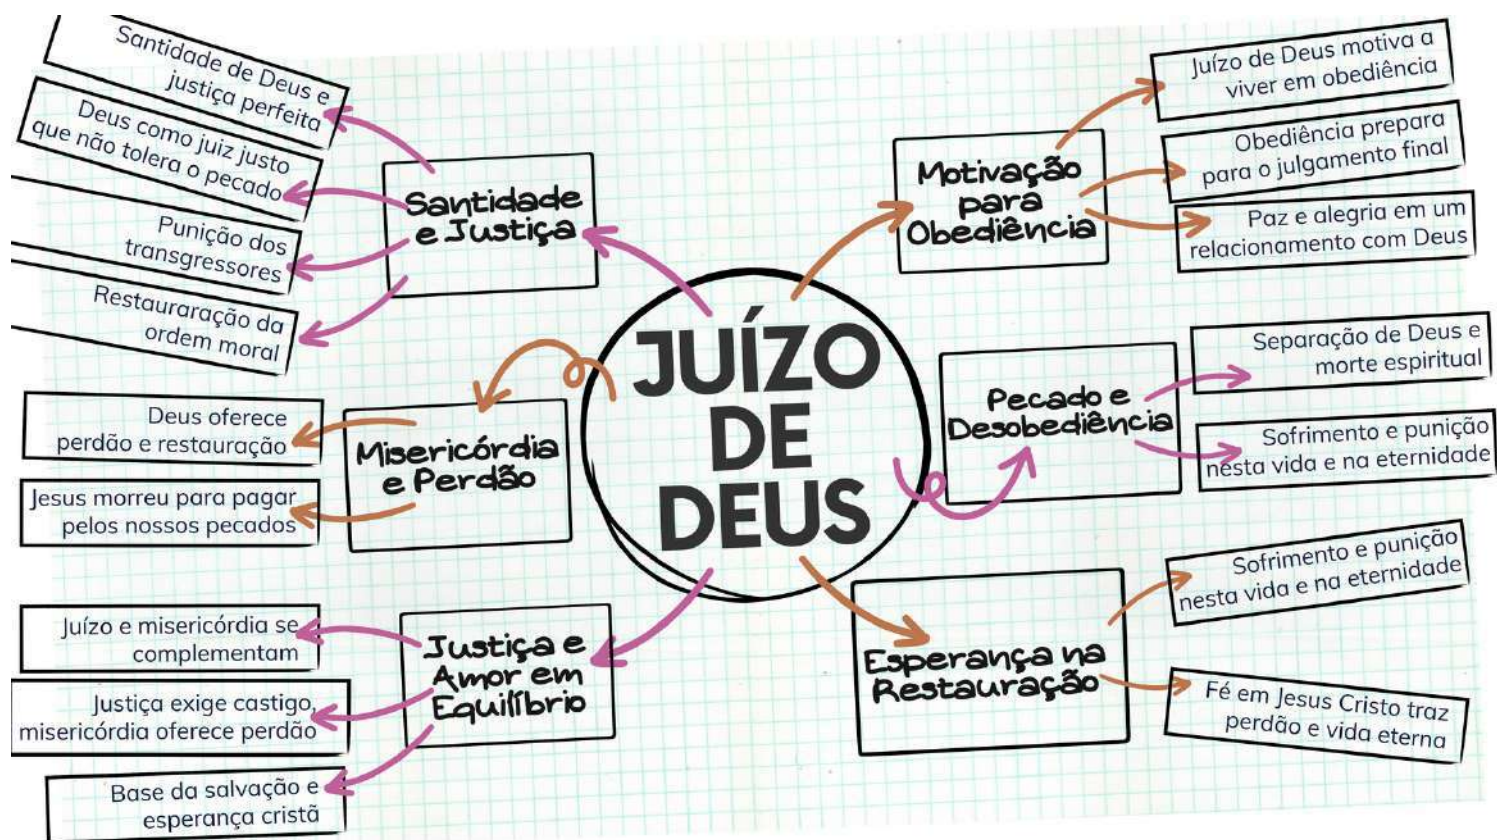 JUÍZO
DE
DEUS
Santidade
e Justiça
Santidade de Deus e
justiça perfeita
Deus como juiz justo
que não tolera o pecado
Punição dos
transgressores
Restauraração da
ordem moral
Misericórdia
e Perdão
Deus oferece
perdão e restauração
Jesus morreu para pagar
pelos nossos pecados
Justiça e
Amor em
Equilíbrio
Juízo e misericórdia se
complementam
Justiça exige castigo,
misericórdia oferece perdão
Base da salvação e
esperança cristã
Motivação
para
Obediência
Juízo de Deus motiva a
viver em obediência
Obediência prepara
para o julgamento final
Paz e alegria em um
relacionamento com Deus
Pecado e
Desobediência
Separação de Deus e
morte espiritual
Sofrimento e punição
nesta vida e na eternidade
Esperança na
Restauração
Sofrimento e punição
nesta vida e na eternidade
Fé em Jesus Cristo traz
perdão e vida eterna